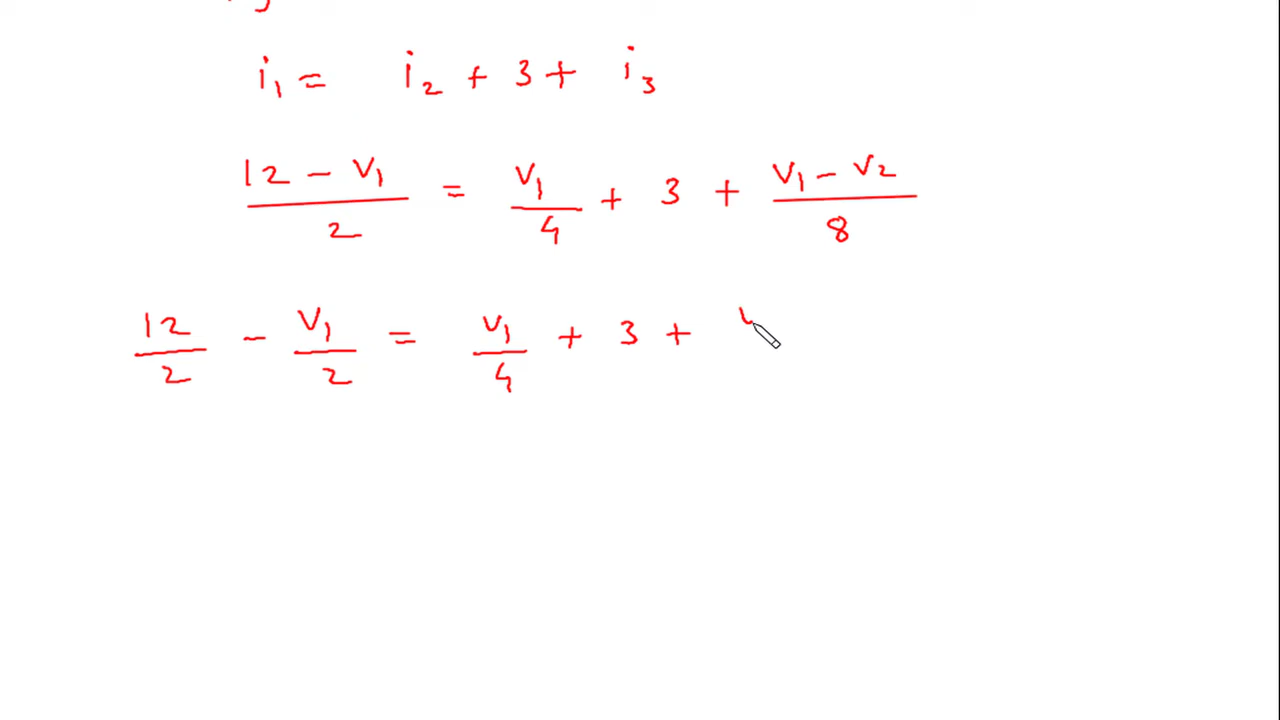 i₁ = i₂ + 3 + i₃
(12 - V₁)/2 = V₁/4 + 3 + (V₁ - V₂)/8
12/2 - V₁/2 = V₁/4 + 3 +